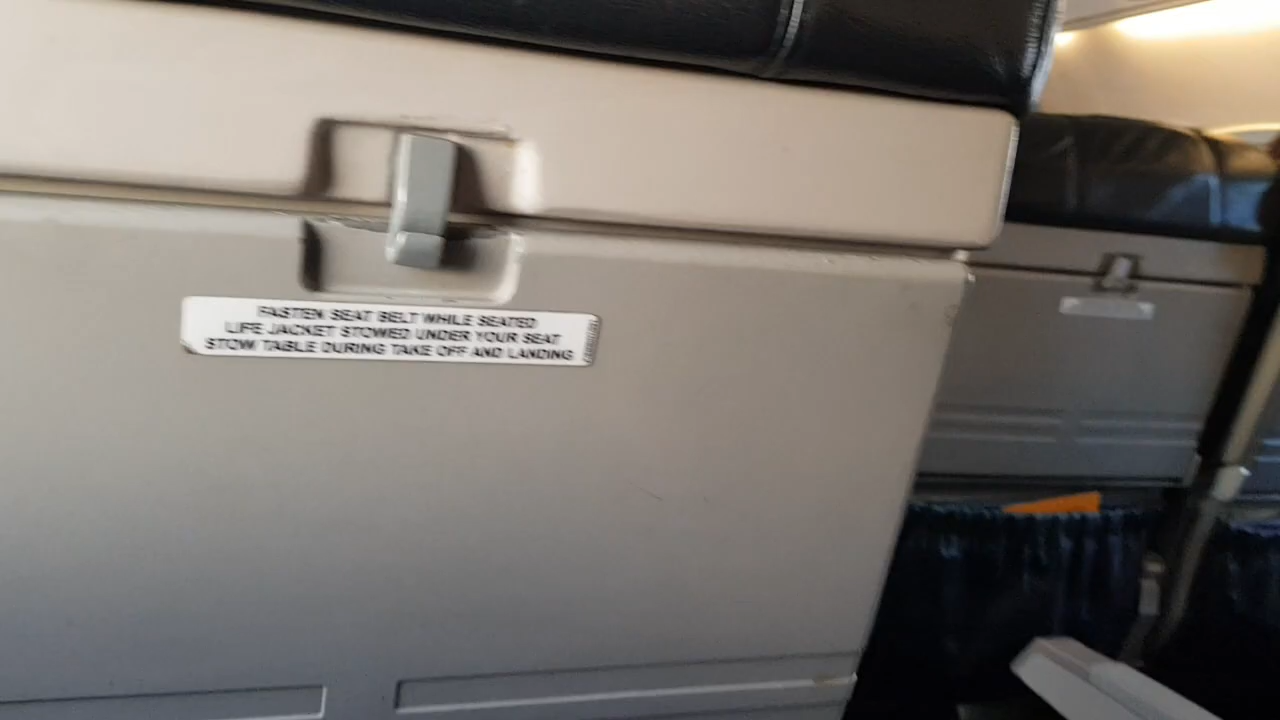 FASTEN SEAT BELT WHILE SEATED
LIFE JACKET STOWED UNDER YOUR SEAT
STOW TABLE DURING TAKE OFF AND LANDING